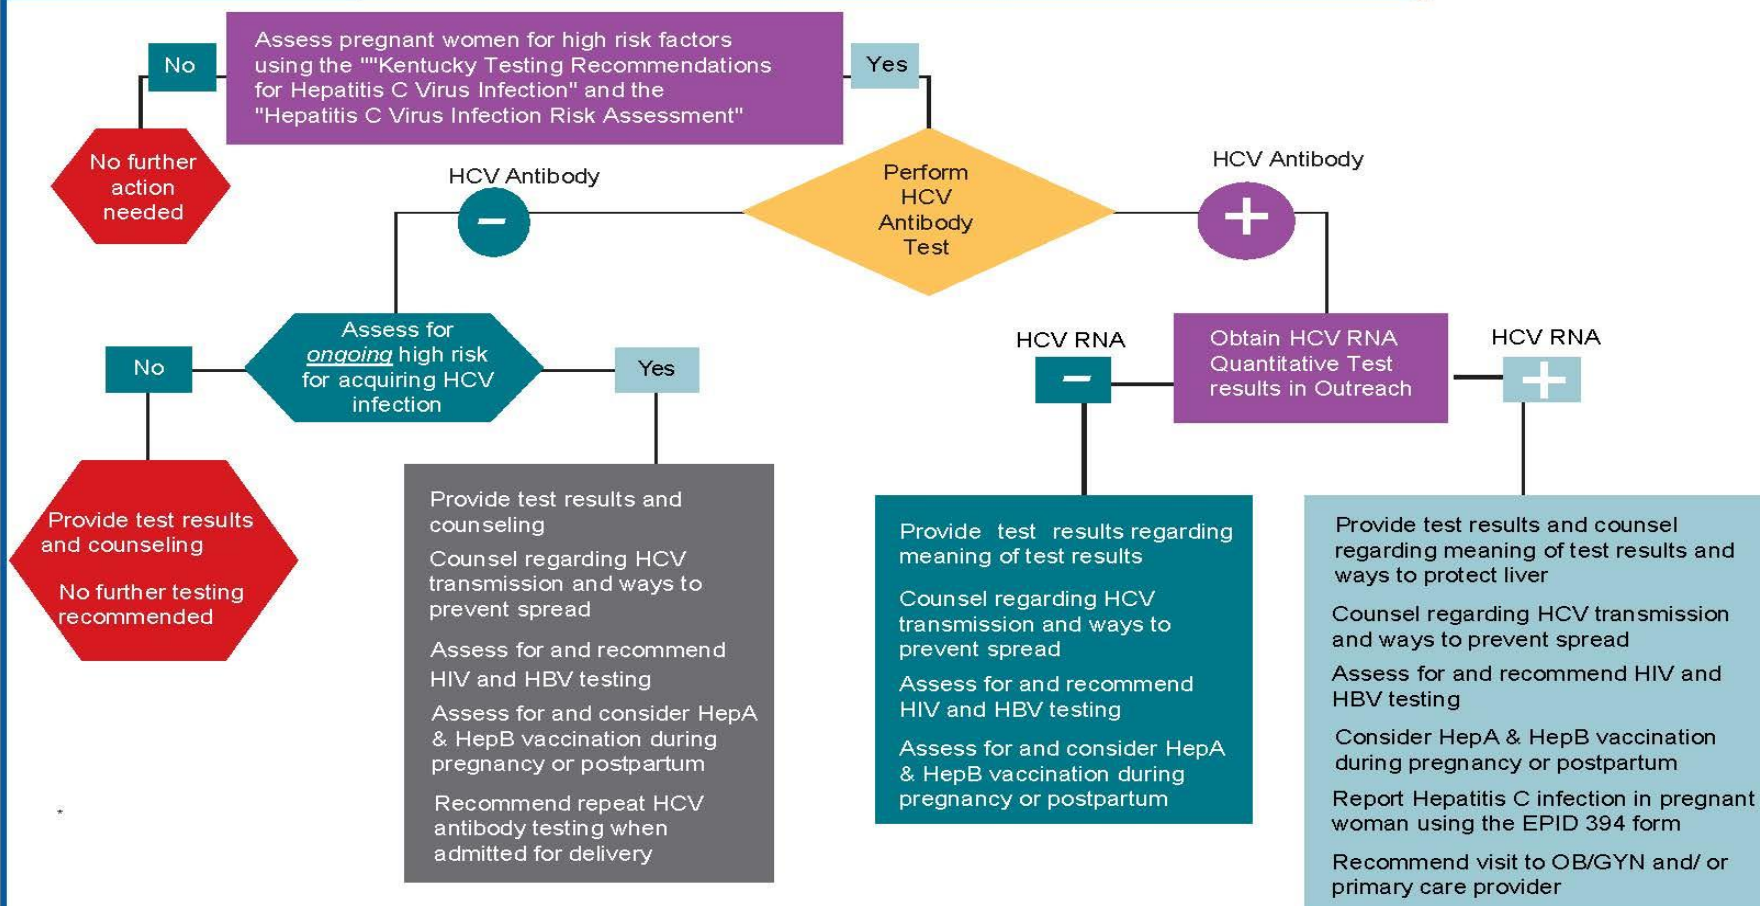 No
Assess pregnant women for high risk factors
using the ""Kentucky Testing Recommendations
for Hepatitis C Virus Infection" and the
"Hepatitis C Virus Infection Risk Assessment"
Yes
No further
action
needed
HCV Antibody
−
Perform
HCV
Antibody
Test
HCV Antibody
+
Assess for
ongoing high risk
for acquiring HCV
infection
No
Yes
HCV RNA
−
Obtain HCV RNA
Quantitative Test
results in Outreach
HCV RNA
+
Provide test results
and counseling
No further testing
recommended
Provide test results and
counseling
Counsel regarding HCV
transmission and ways to
prevent spread
Assess for and recommend
HIV and HBV testing
Assess for and consider HepA
& HepB vaccination during
pregnancy or postpartum
Recommend repeat HCV
antibody testing when
admitted for delivery
Provide test results regarding
meaning of test results
Counsel regarding HCV
transmission and ways to
prevent spread
Assess for and recommend
HIV and HBV testing
Assess for and consider HepA
& HepB vaccination during
pregnancy or postpartum
Provide test results and counsel
regarding meaning of test results and
ways to protect liver
Counsel regarding HCV transmission
and ways to prevent spread
Assess for and recommend HIV and
HBV testing
Consider HepA & HepB vaccination
during pregnancy or postpartum
Report Hepatitis C infection in pregnant
woman using the EPID 394 form
Recommend visit to OB/GYN and/ or
primary care provider